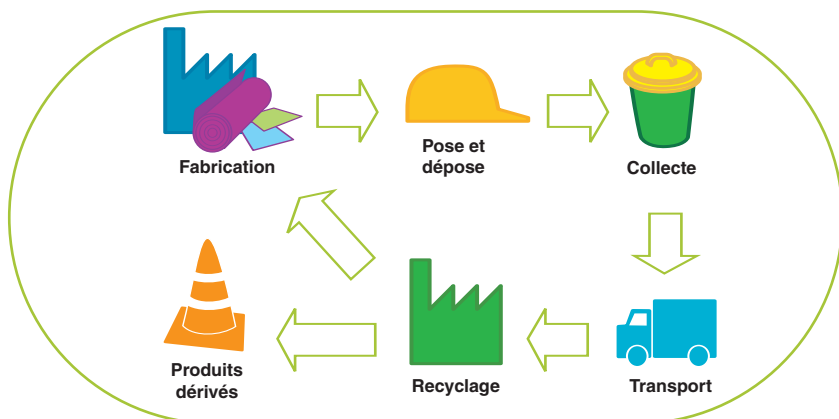 Fabrication
Pose et
dépose
Collecte
Produits
dérivés
Recyclage
Transport